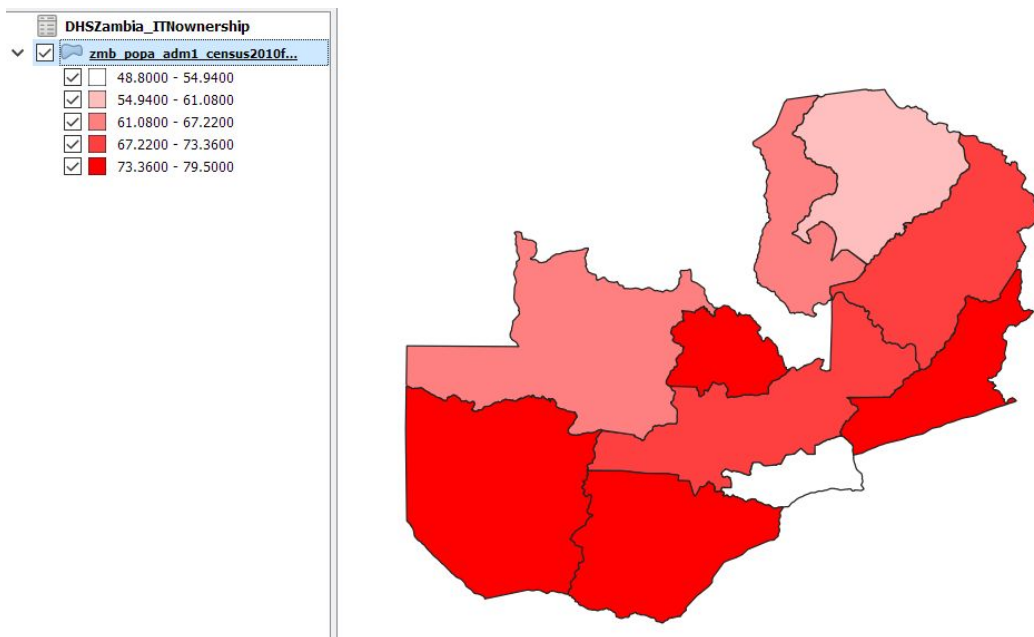 DHSZambia_ITNownership
zmb_popa_adm1_census2010f...
48.8000 - 54.9400
54.9400 - 61.0800
61.0800 - 67.2200
67.2200 - 73.3600
73.3600 - 79.5000